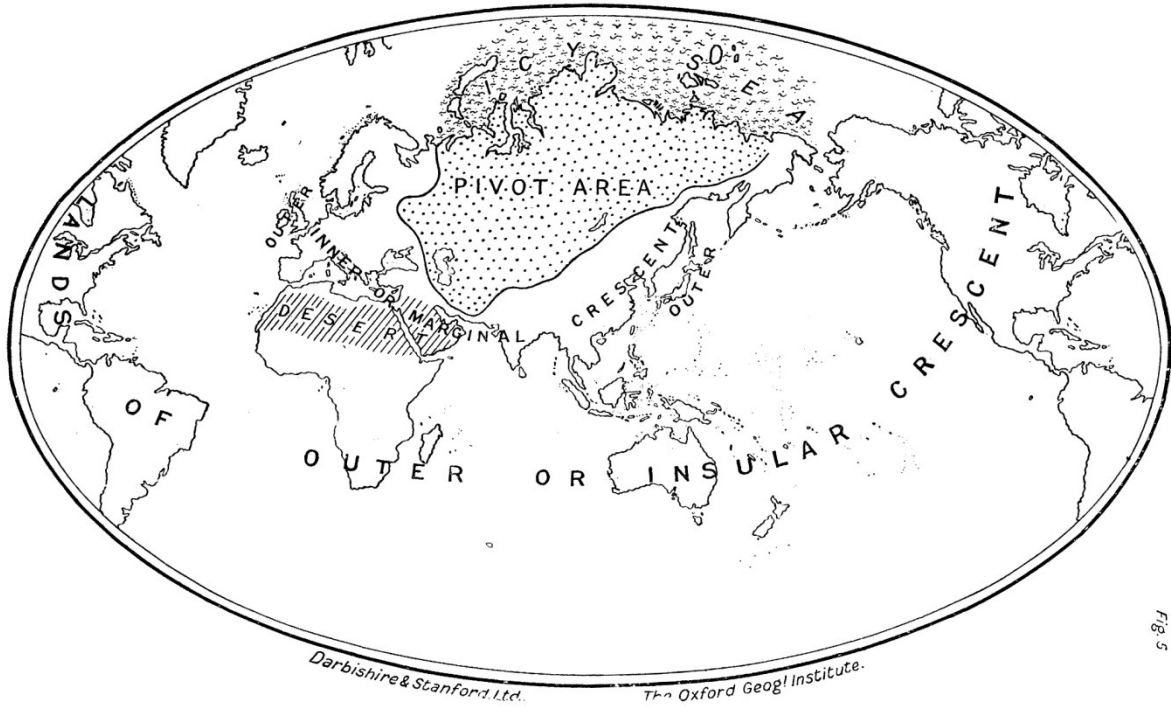 ICY SEA
PIVOT AREA
LANDS
OF
OUTER
INNER OR MARGINAL
CRESCENT
OUTER
DESERT
OUTER OR INSULAR CRESCENT
Fig. 5
Darbishire & Stanford, Ltd.
The Oxford Geogl Institute.